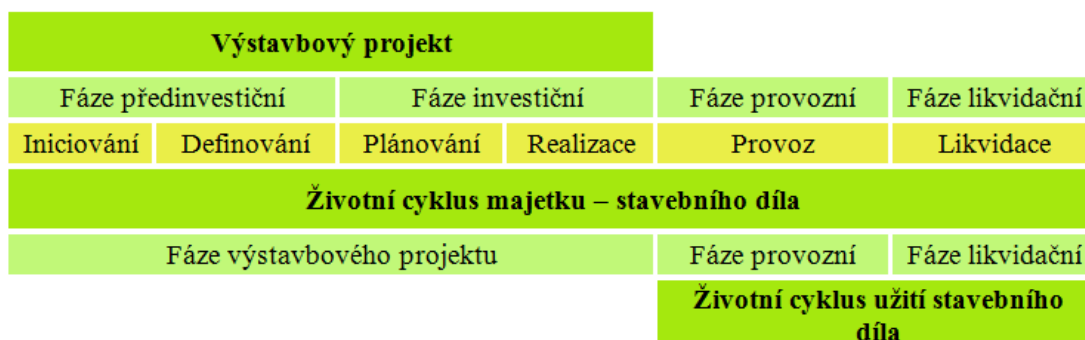 Výstavbový projekt
Fáze předinvestiční Fáze investiční Fáze provozní Fáze likvidační
Iniciování Definování Plánování Realizace Provoz Likvidace
Životní cyklus majetku – stavebního díla
Fáze výstavbového projektu Fáze provozní Fáze likvidační
Životní cyklus užití stavebního
díla